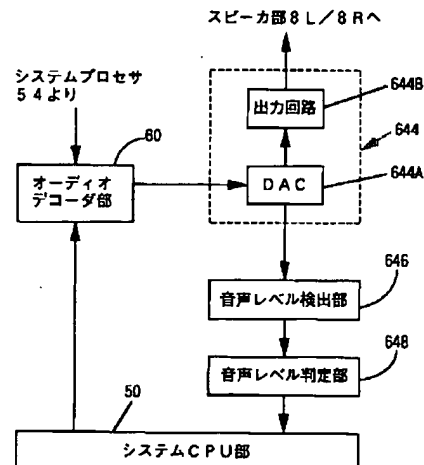 スピーカ部8L/8Rへ
システムプロセサ
54より
出力回路
644B
60
644
オーディオ
デコーダ部
DAC
644A
646
音声レベル検出部
648
音声レベル判定部
50
システムCPU部